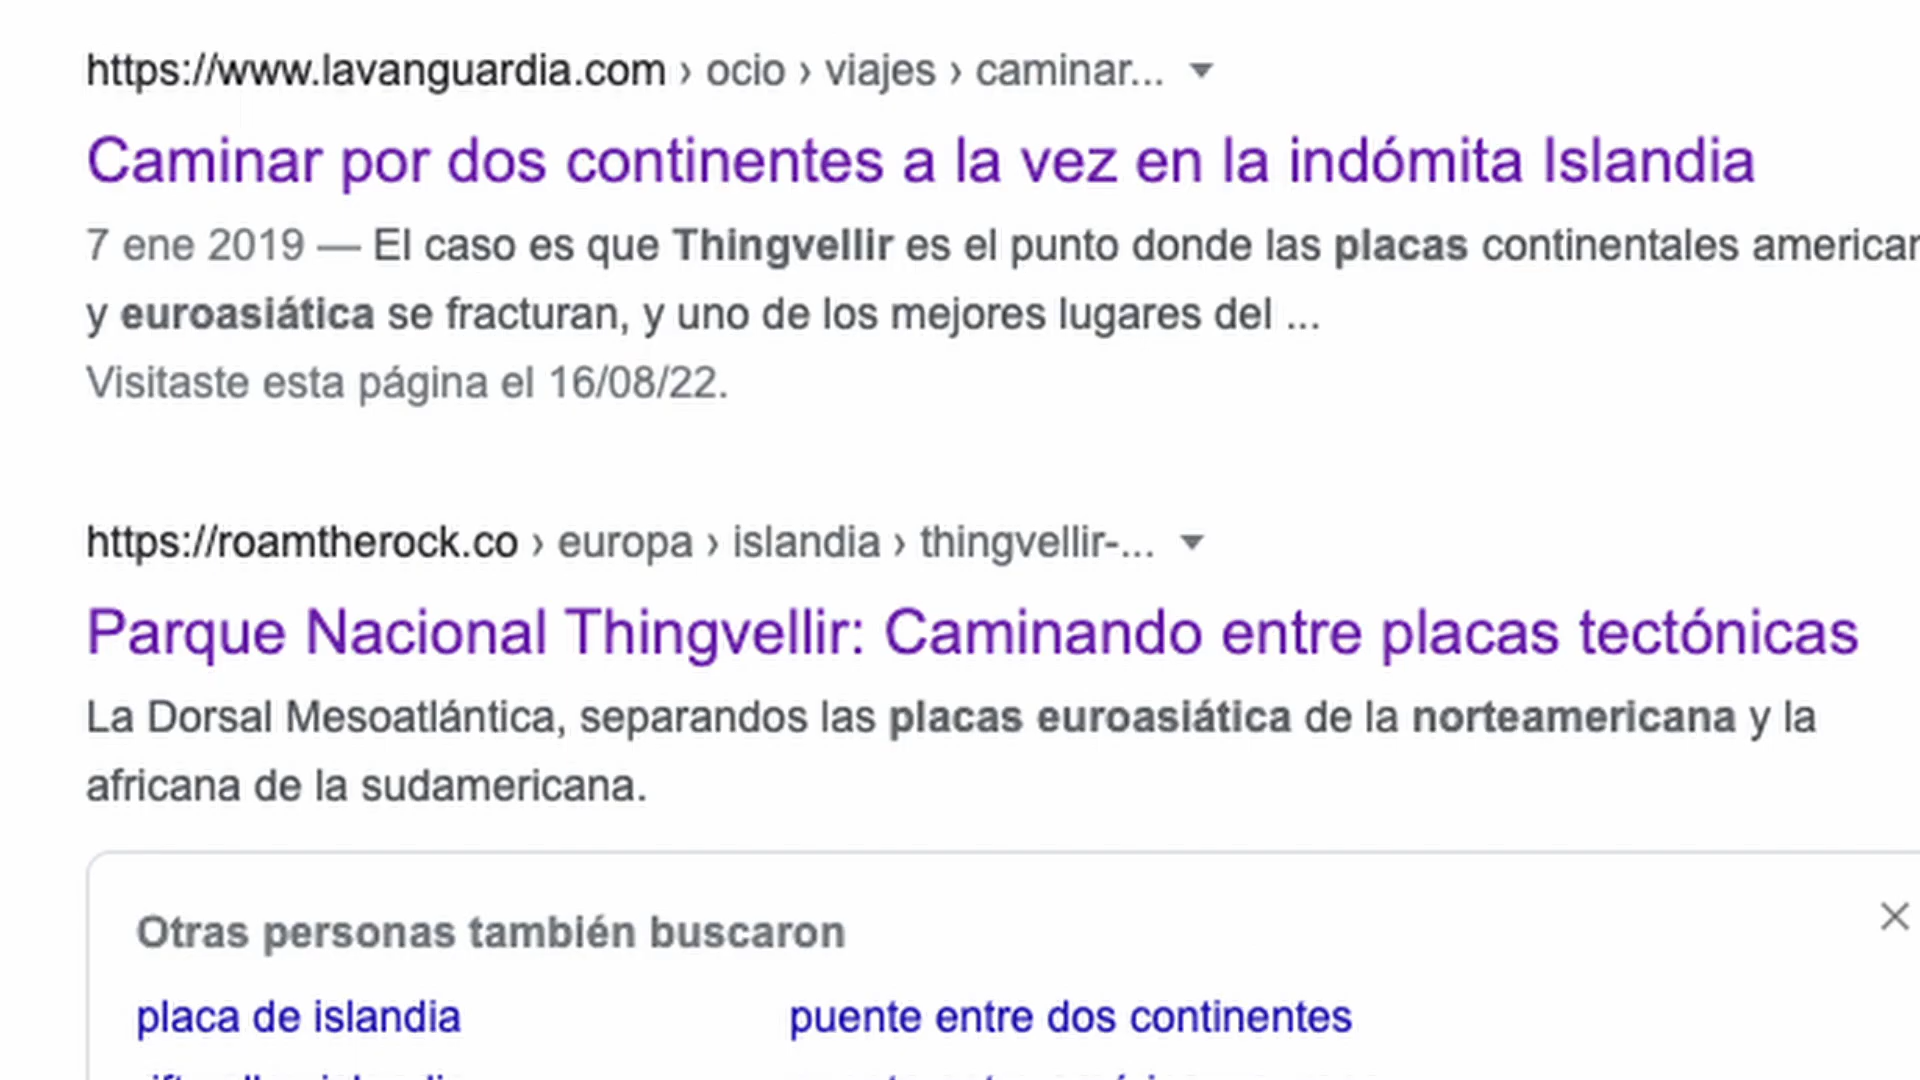 https://www.lavanguardia.com › ocio › viajes › caminar...
Caminar por dos continentes a la vez en la indómita Islandia
7 ene 2019 — El caso es que Thingvellir es el punto donde las placas continentales
y euroasiática se fracturan, y uno de los mejores lugares del ...
Visitaste esta página el 16/08/22.
https://roamtherock.co › europa › islandia › thingvellir-...
Parque Nacional Thingvellir: Caminando entre placas tectónicas
La Dorsal Mesoatlántica, separandos las placas euroasiática de la norteamericana y la
africana de la sudamericana.
Otras personas también buscaron
placa de islandia
puente entre dos continentes